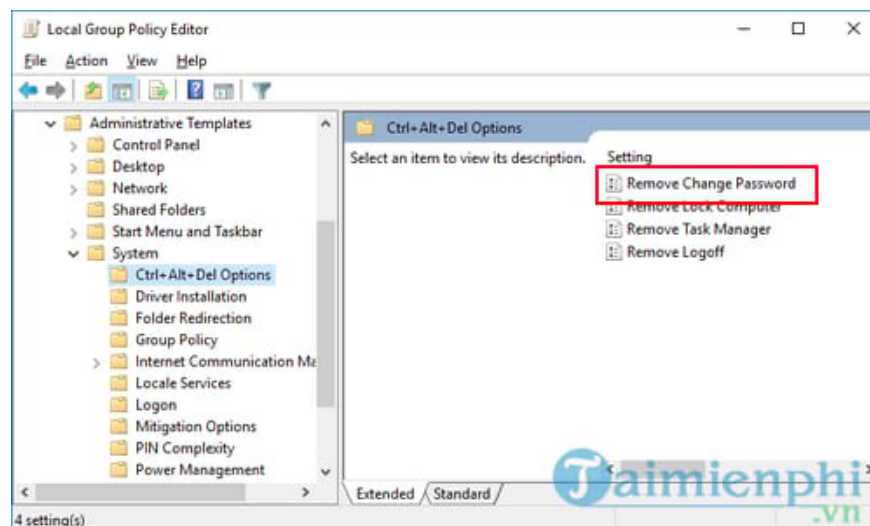 Local Group Policy Editor
File Action View Help
Administrative Templates
Control Panel
Desktop
Network
Shared Folders
Start Menu and Taskbar
System
Ctrl+Alt+Del Options
Driver Installation
Folder Redirection
Group Policy
Internet Communication Ma
Locale Services
Logon
Mitigation Options
PIN Complexity
Power Management
Ctrl+Alt+Del Options
Select an item to view its description.
Setting
Remove Change Password
Remove Lock Computer
Remove Task Manager
Remove Logoff
Extended Standard
4 setting(s)
Taimienphi
.vn